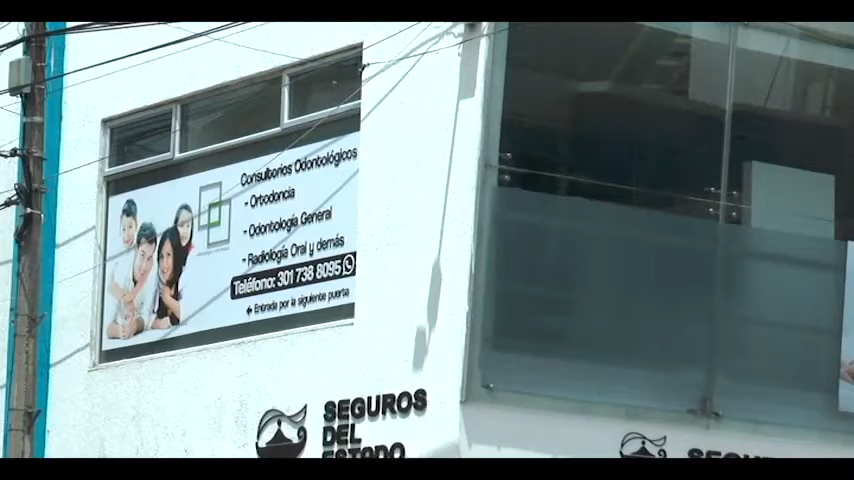 Consultorios Odontológicos
- Ortodoncia
- Odontología General
- Radiología Oral y demás
Teléfono: 301 738 8095
Entrada por la siguiente puerta
SEGUROS
DEL
ESTADO